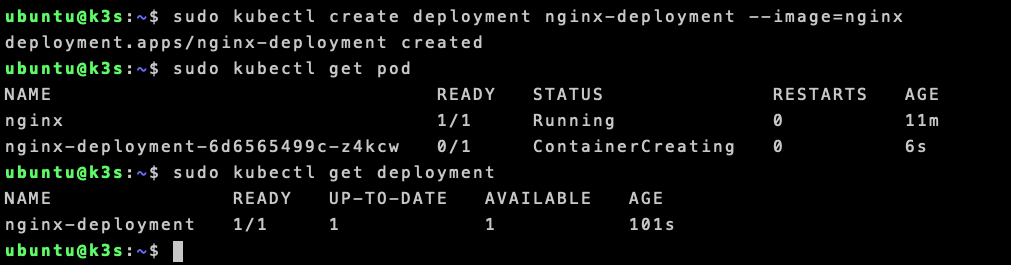 ubuntu@k3s:~$ sudo kubectl create deployment nginx-deployment --image=nginx
deployment.apps/nginx-deployment created
ubuntu@k3s:~$ sudo kubectl get pod
NAME READY STATUS RESTARTS AGE
nginx 1/1 Running 0 11m
nginx-deployment-6d6565499c-z4kcw 0/1 ContainerCreating 0 6s
ubuntu@k3s:~$ sudo kubectl get deployment
NAME READY UP-TO-DATE AVAILABLE AGE
nginx-deployment 1/1 1 1 101s
ubuntu@k3s:~$